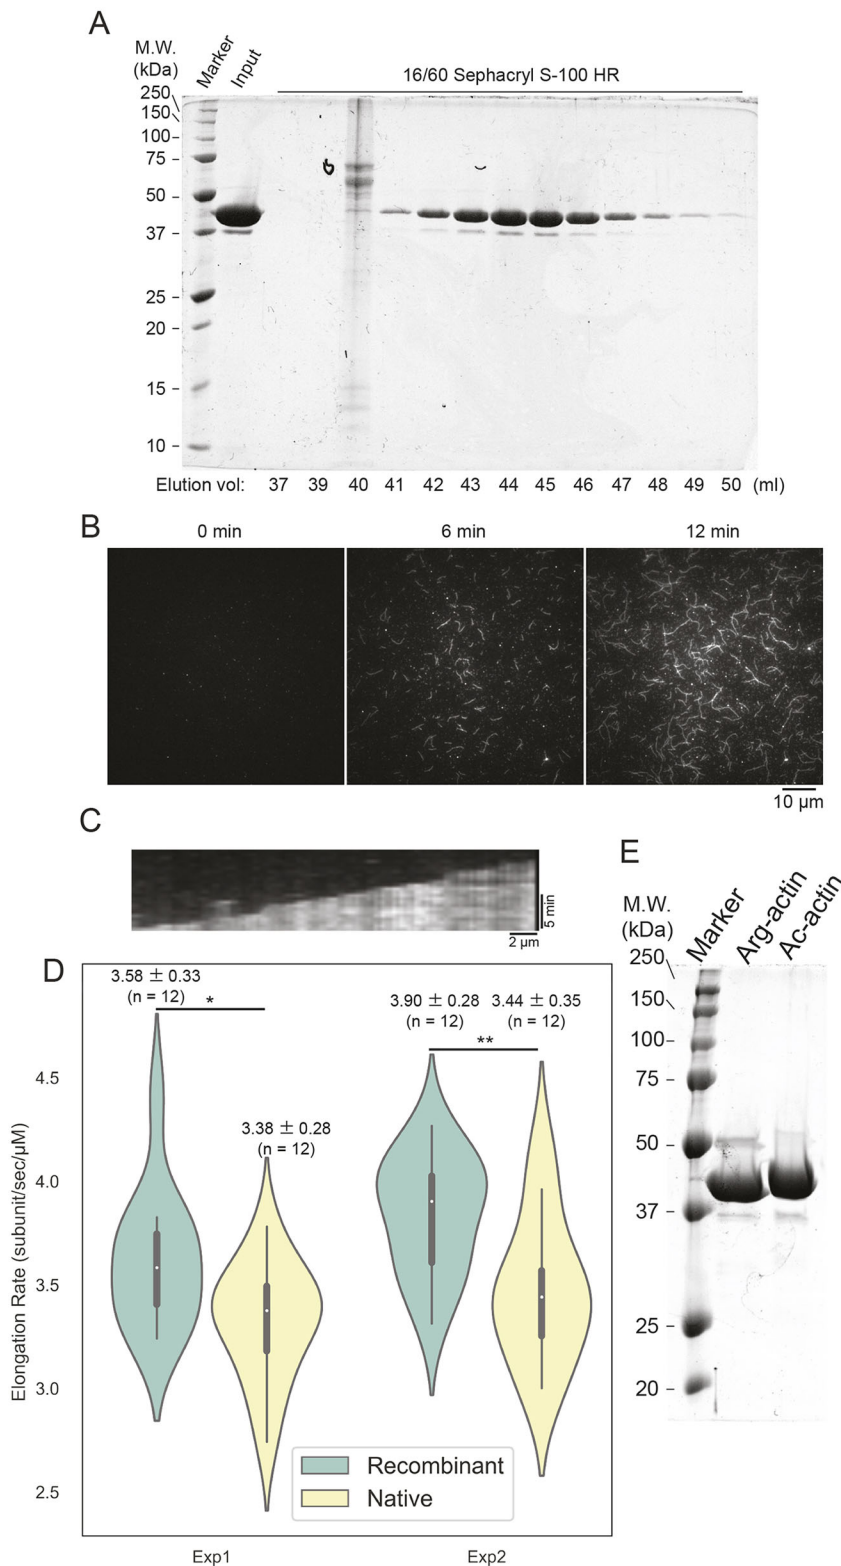 A
M.W.
(kDa)
Marker
Input
16/60 Sephacryl S-100 HR
250
150
100
75
50
37
25
20
15
10
Elution vol: 37 39 40 41 42 43 44 45 46 47 48 49 50 (ml)
B
0 min 6 min 12 min
10 μm
C
5 min
2 μm
D
3.58 ± 0.33
(n = 12)
*
3.38 ± 0.28
(n = 12)
3.90 ± 0.28
(n = 12)
3.44 ± 0.35
(n = 12)
**
Elongation Rate (subunit/sec/μM)
4.5
4.0
3.5
3.0
2.5
Recombinant
Native
Exp1 Exp2
E
M.W.
(kDa)
Marker
Arg-actin
Ac-actin
250
150
100
75
50
37
25
20